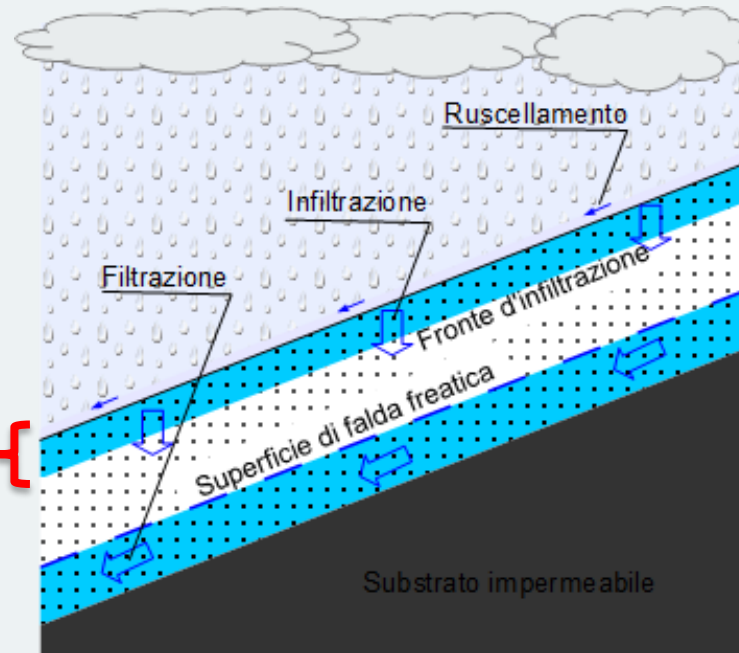 Ruscellamento
Infiltrazione
Filtrazione
Fronte d'infiltrazione
Superficie di falda freatica
Substrato impermeabile